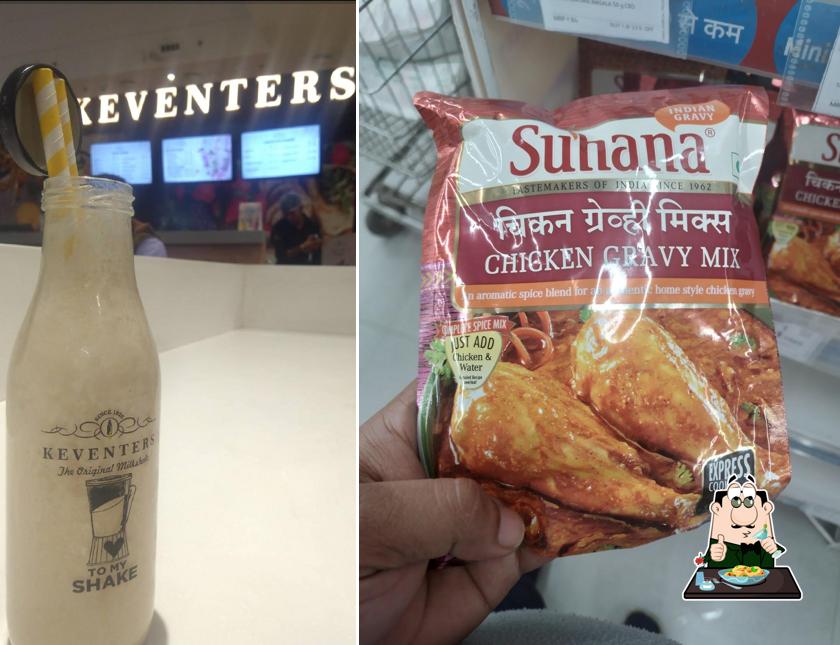 KEVENTERS
SINCE 1925
KEVENTERS
The Original Milkshake
TO MY
SHAKE
से कम
Mini
INDIAN
GRAVY
Suhana®
TASTEMAKERS OF INDIA SINCE 1962
चिकन ग्रेव्ही मिक्स
CHICKEN GRAVY MIX
An aromatic spice blend for an authentic home style chicken gravy
COMPLETE SPICE MIX
JUST ADD
Chicken &
Water
EXPRESS
CHICKE